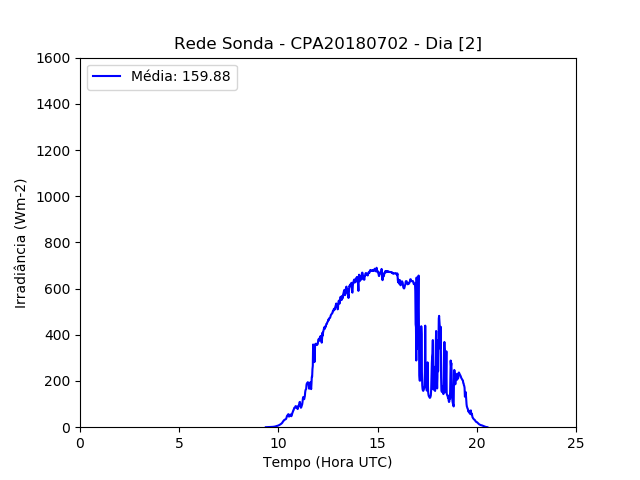 Rede Sonda - CPA20180702 - Dia [2]
Média: 159.88
1600
1400
1200
1000
800
600
400
200
0
Irradiância (Wm-2)
0 5 10 15 20 25
Tempo (Hora UTC)